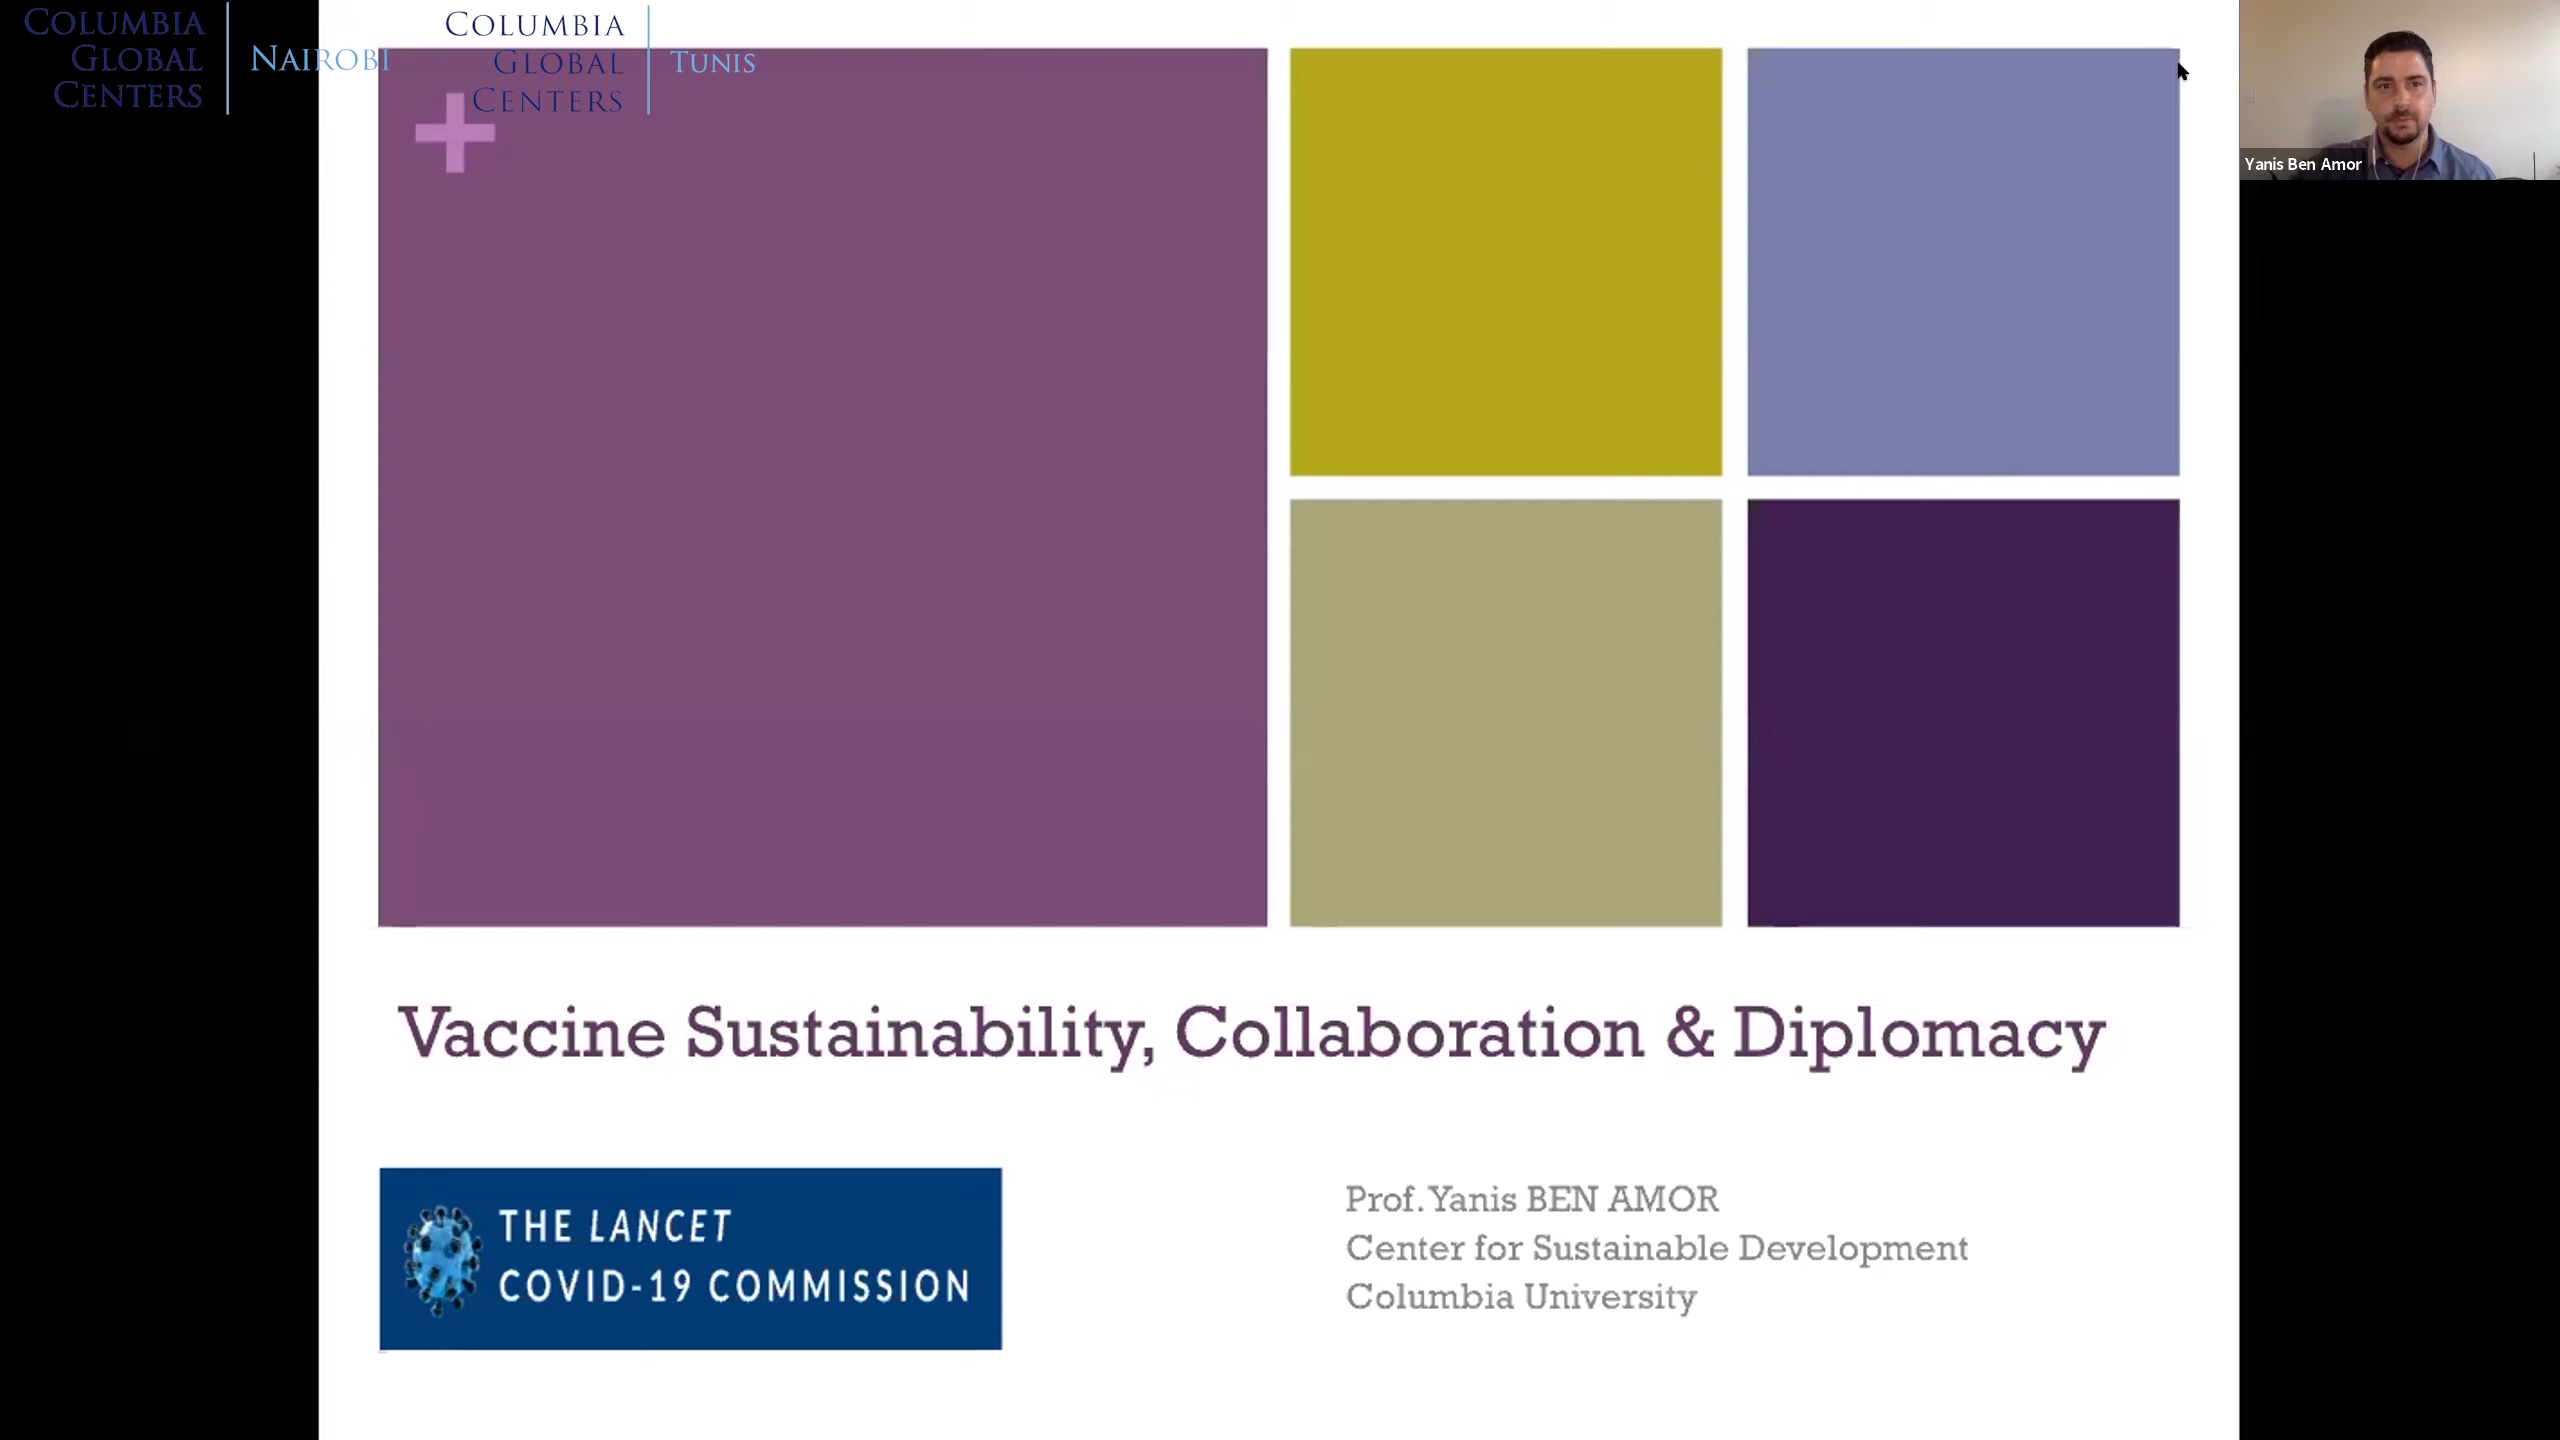 COLUMBIA
GLOBAL
CENTERS
NAIROBI
COLUMBIA
GLOBAL
CENTERS
TUNIS
Yanis Ben Amor
Vaccine Sustainability, Collaboration & Diplomacy
THE LANCET
COVID-19 COMMISSION
Prof. Yanis BEN AMOR
Center for Sustainable Development
Columbia University